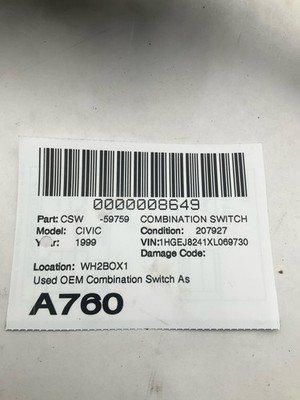 0000008649
Part: CSW -59759 COMBINATION SWITCH
Model: CIVIC Condition: 207927
Year: 1999 VIN:1HGEJ8241XL069730
Damage Code:
Location: WH2BOX1
Used OEM Combination Switch As
A760